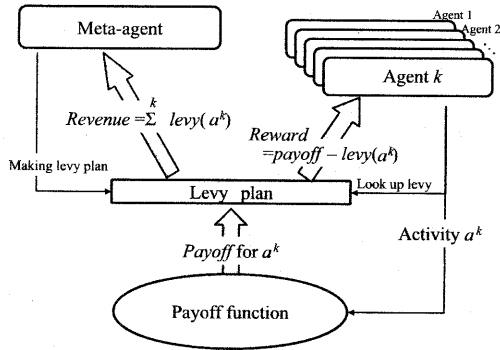 Meta-agent
Agent 1
Agent 2
Agent k
Revenue = Σ^k levy(a^k)
Reward
=payoff – levy(a^k)
Making levy plan
Levy plan
Look up levy
Payoff for a^k
Activity a^k
Payoff function